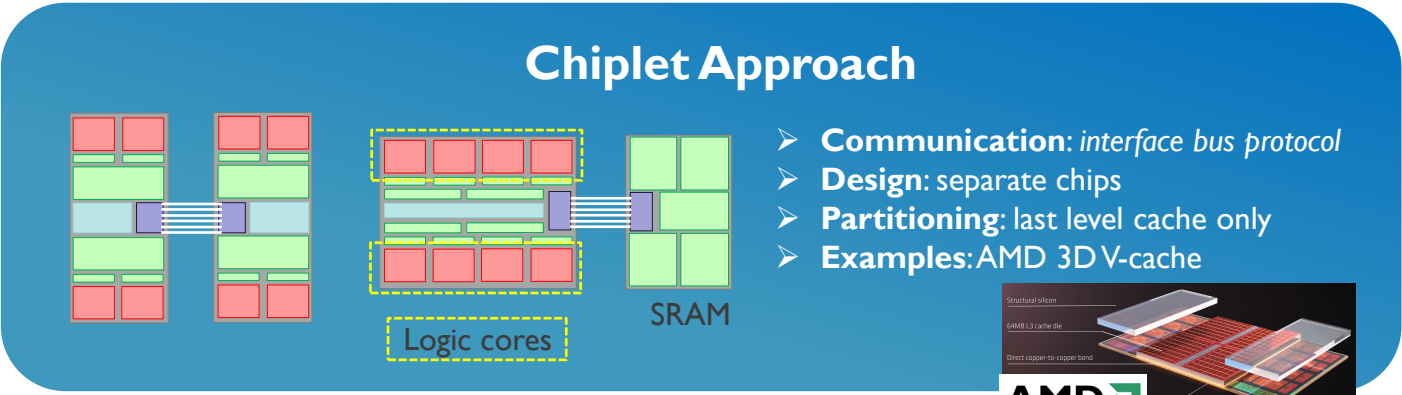 Chiplet Approach
➢ Communication: interface bus protocol
➢ Design: separate chips
➢ Partitioning: last level cache only
➢ Examples: AMD 3D V-cache
Logic cores
SRAM
Structural silicon
64MB L3 cache die
Direct copper-to-copper bond
AMD